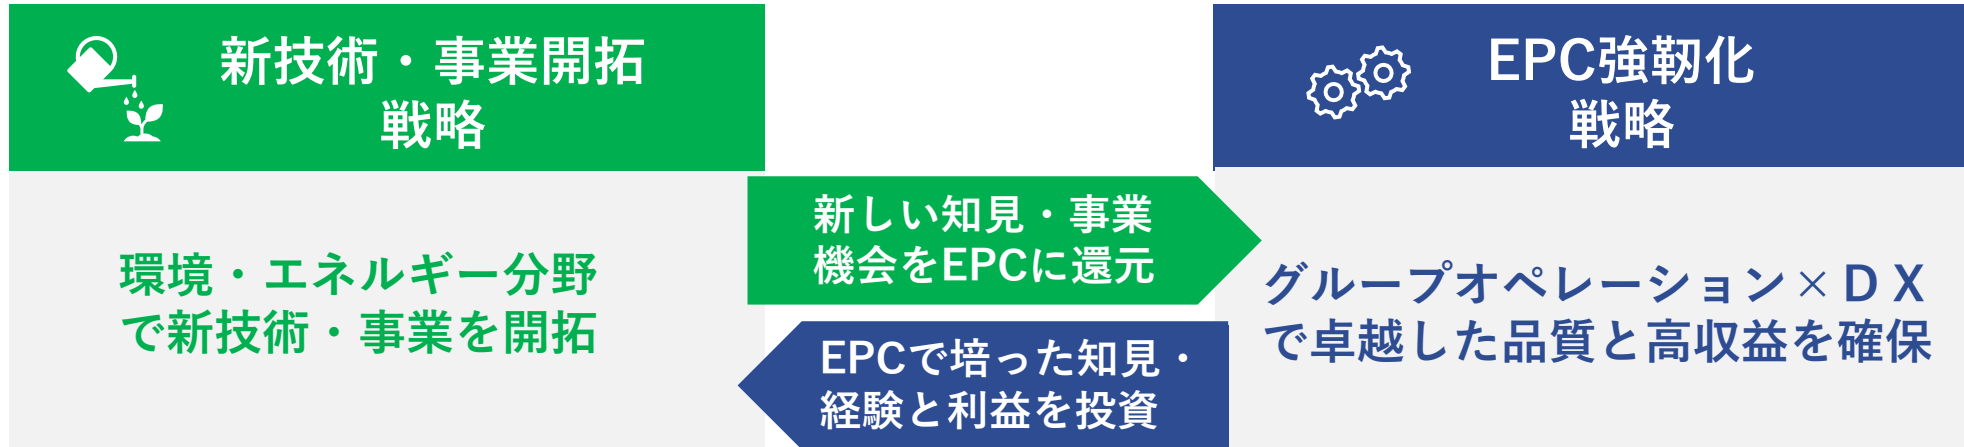 新技術・事業開拓
戦略
環境・エネルギー分野
で新技術・事業を開拓
新しい知見・事業
機会をEPCに還元
EPCで培った知見・
経験と利益を投資
EPC強靭化
戦略
グループオペレーション×ＤＸ
で卓越した品質と高収益を確保